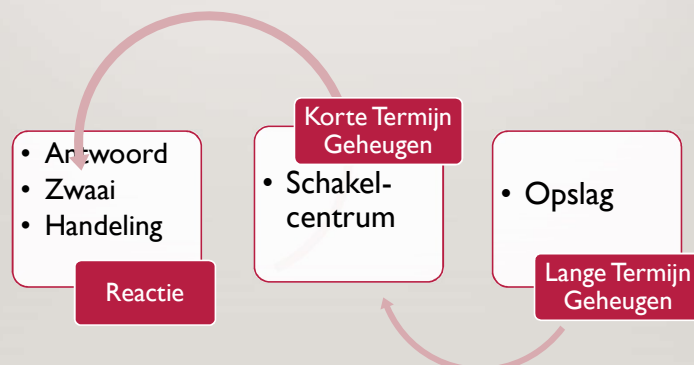 • Antwoord
• Zwaai
• Handeling
Reactie
Korte Termijn
Geheugen
• Schakel-
centrum
• Opslag
Lange Termijn
Geheugen